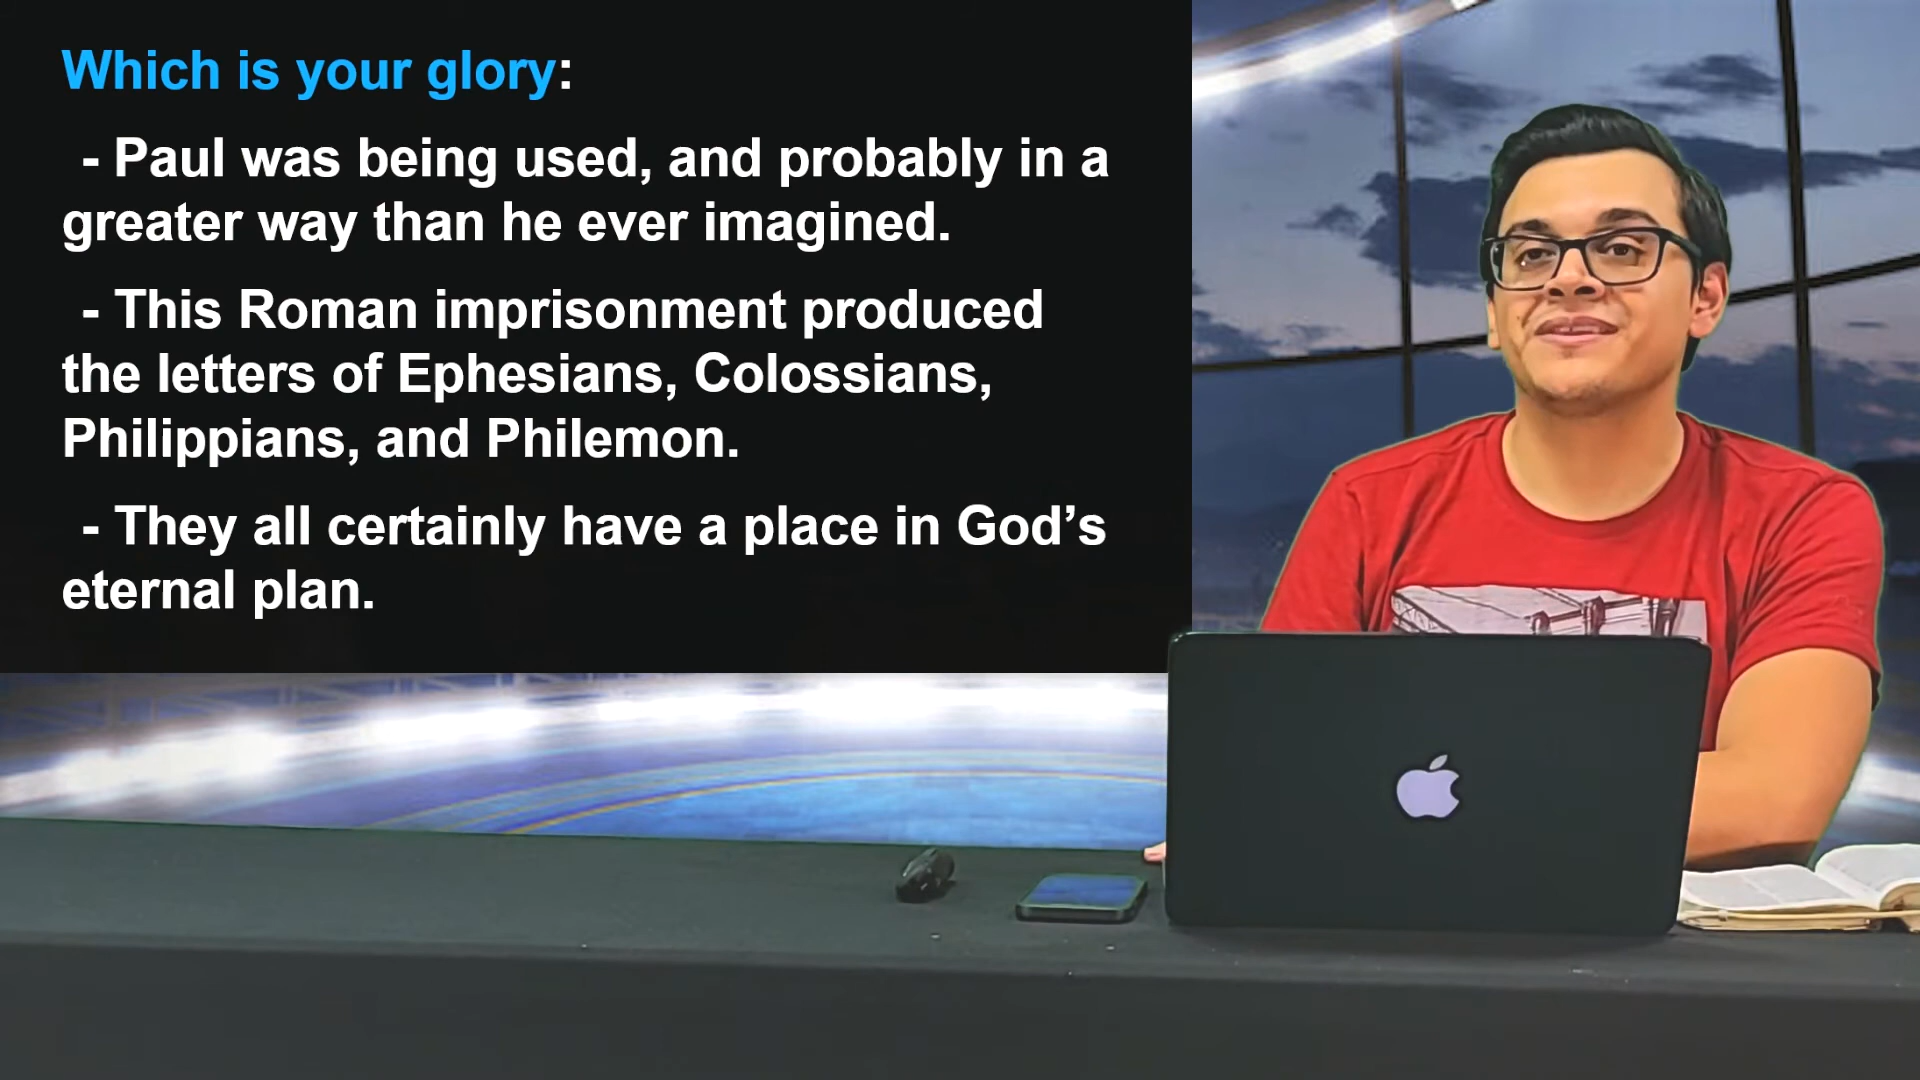 Which is your glory:
- Paul was being used, and probably in a
greater way than he ever imagined.
- This Roman imprisonment produced
the letters of Ephesians, Colossians,
Philippians, and Philemon.
- They all certainly have a place in God’s
eternal plan.